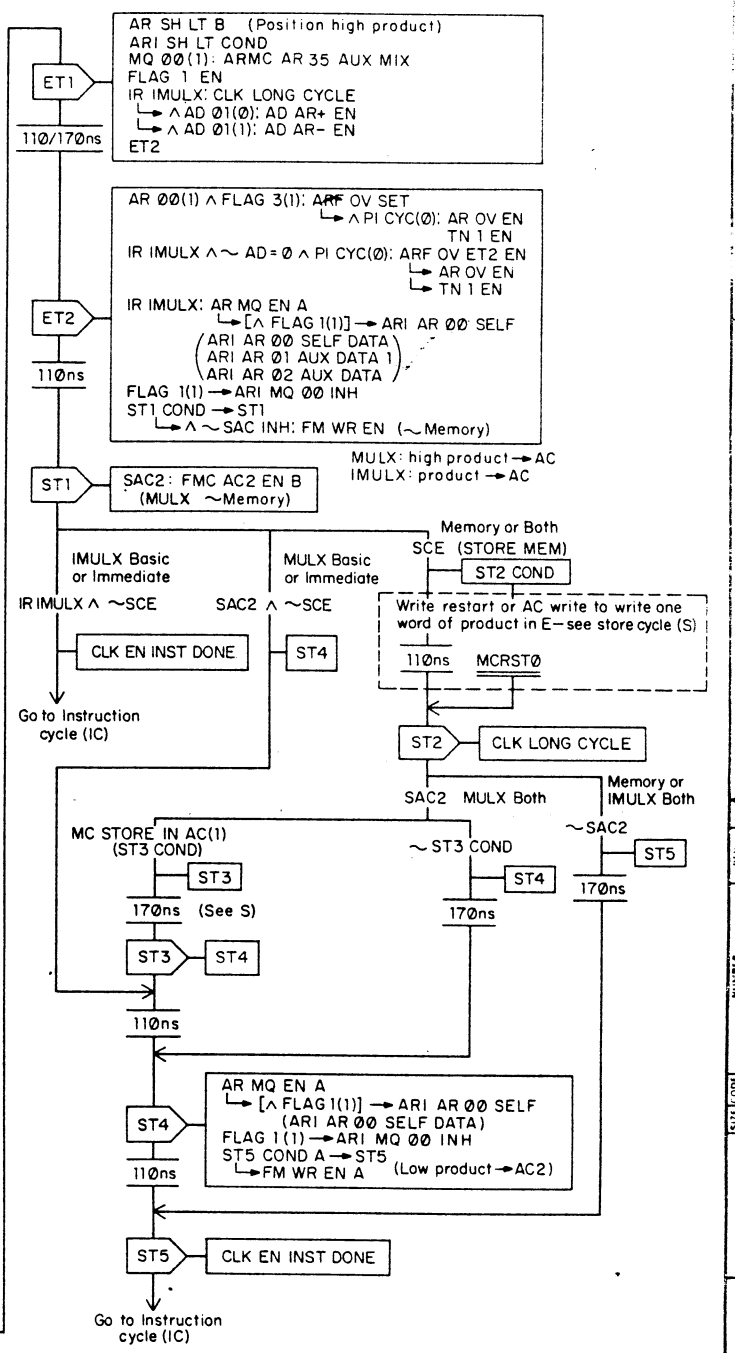 AR SH LT B (Position high product)
ARI SH LT COND
MQ 00(1): ARMC AR 35 AUX MIX
FLAG 1 EN
IR IMULX: CLK LONG CYCLE
∧ AD 01(0): AD AR+ EN
∧ AD 01(1): AD AR- EN
ET2
ET1
110/170ns
AR 00(1) ∧ FLAG 3(1): ARF OV SET
∧ PI CYC(0): AR OV EN
TN 1 EN
IR IMULX ∧ ~ AD=0 ∧ PI CYC(0): ARF OV ET2 EN
AR OV EN
TN 1 EN
IR IMULX: AR MQ EN A
[∧ FLAG 1(1)] → ARI AR 00 SELF
(ARI AR 00 SELF DATA
ARI AR 01 AUX DATA 1
ARI AR 02 AUX DATA)
FLAG 1(1) → ARI MQ 00 INH
ST1 COND → ST1
∧ ~ SAC INH: FM WR EN (~Memory)
ET2
110ns
MULX: high product → AC
IMULX: product → AC
ST1
SAC2: FMC AC2 EN B
(MULX ~Memory)
IMULX Basic
or Immediate
IR IMULX ∧ ~SCE
CLK EN INST DONE
Go to Instruction
cycle (IC)
MULX Basic
or Immediate
SAC2 ∧ ~SCE
ST4
Memory or Both
SCE (STORE MEM)
ST2 COND
Write restart or AC write to write one
word of product in E-see store cycle (S)
110ns MCRST0
ST2
CLK LONG CYCLE
SAC2 MULX Both
Memory or
IMULX Both
~SAC2
ST5
170ns
MC STORE IN AC(1)
(ST3 COND)
ST3
170ns (See S)
ST3
ST4
~ ST3 COND
ST4
170ns
110ns
AR MQ EN A
[∧ FLAG 1(1)] → ARI AR 00 SELF
(ARI AR 00 SELF DATA)
FLAG 1(1) → ARI MQ 00 INH
ST5 COND A → ST5
FM WR EN A (Low product → AC2)
ST4
110ns
ST5
CLK EN INST DONE
Go to Instruction
cycle (IC)